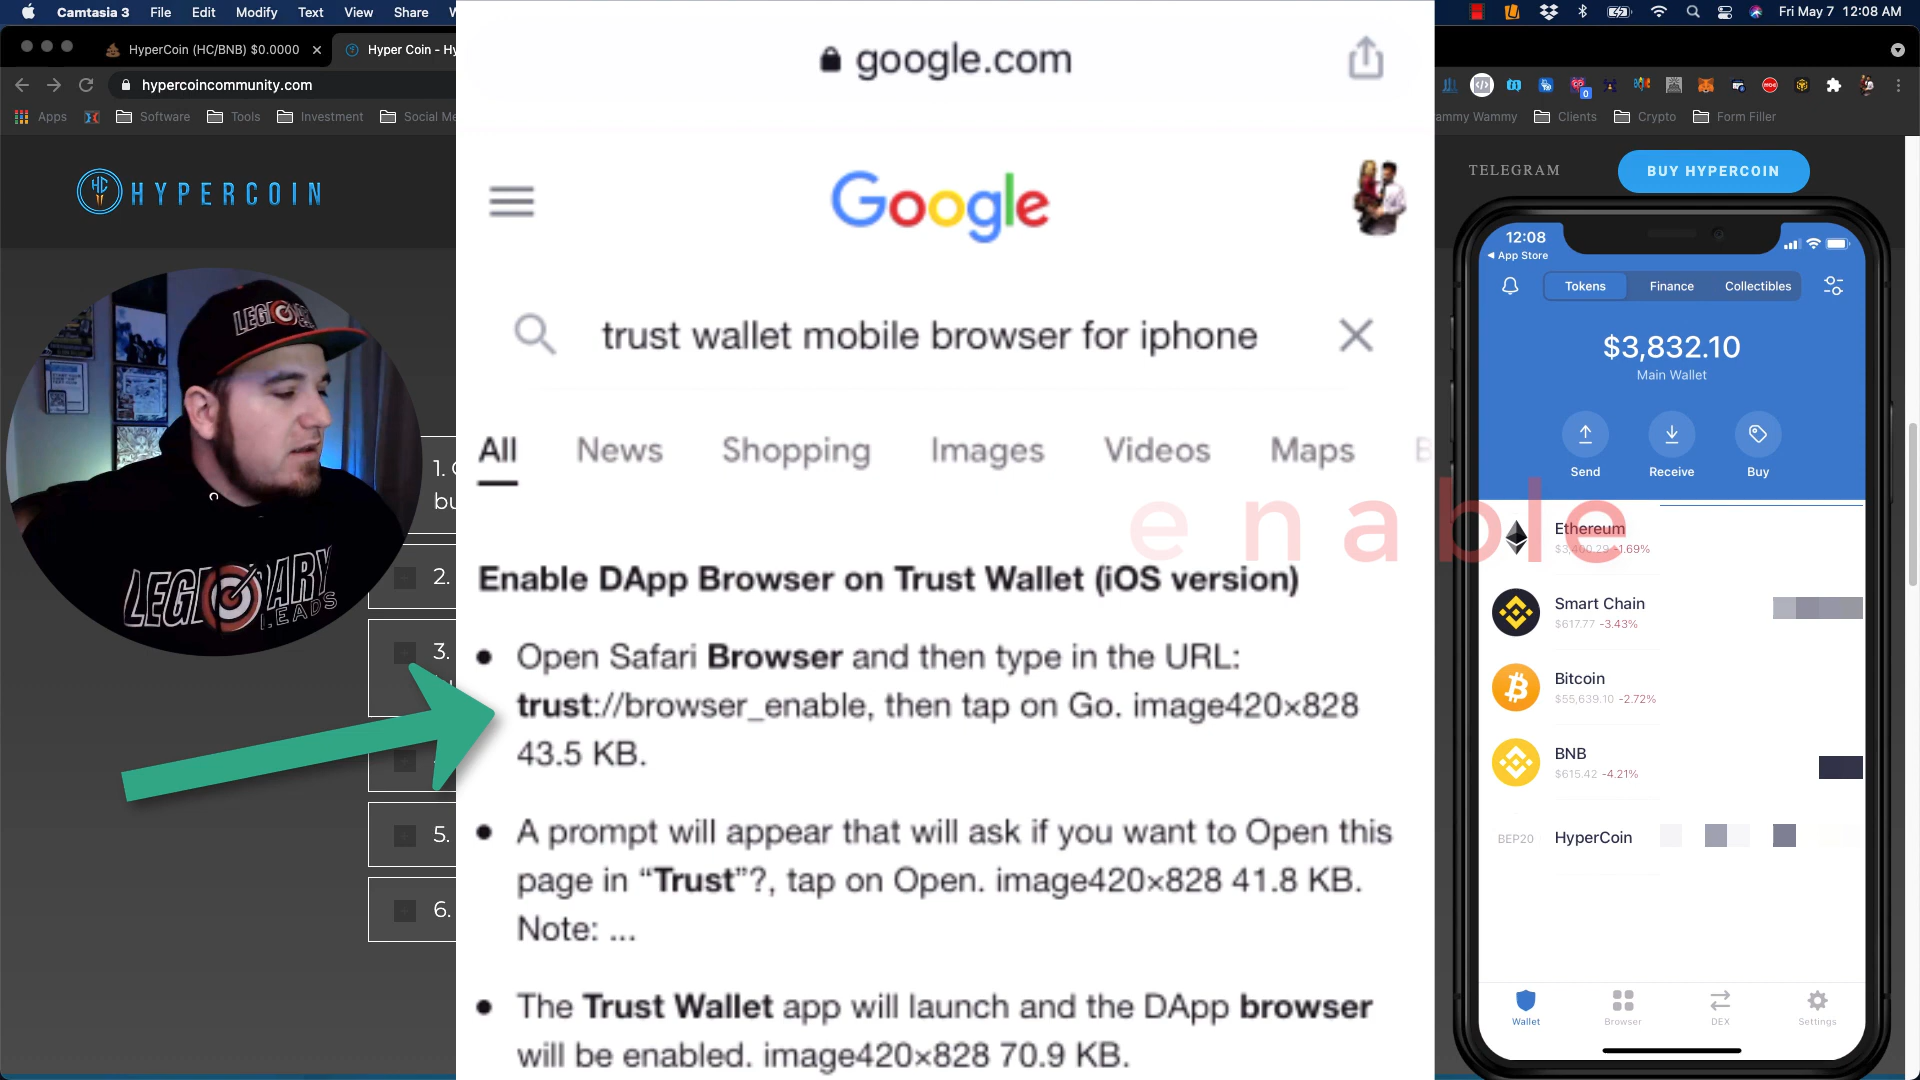 Camtasia 3 File Edit Modify Text View Share
Fri May 7 12:08 AM
HyperCoin (HC/BNB) $0.0000
Hyper Coin - Hy
hypercoincommunity.com
Apps Software Tools Investment Social Me
ammy Wammy Clients Crypto Form Filler
HC HYPERCOIN
TELEGRAM
BUY HYPERCOIN
google.com
Google
trust wallet mobile browser for iphone
All News Shopping Images Videos Maps
enable
Enable DApp Browser on Trust Wallet (iOS version)
• Open Safari Browser and then type in the URL:
trust://browser_enable, then tap on Go. image420×828
43.5 KB.
• A prompt will appear that will ask if you want to Open this
page in “Trust”?, tap on Open. image420×828 41.8 KB.
Note: ...
• The Trust Wallet app will launch and the DApp browser
will be enabled. image420×828 70.9 KB.
LEGI
LEGENDARY
LEADS
1.
bu
2.
3.
5.
6.
12:08
App Store
Tokens Finance Collectibles
$3,832.10
Main Wallet
Send Receive Buy
Ethereum
-1.69%
Smart Chain
$617.77 -3.43%
Bitcoin
$55,639.10 -2.72%
BNB
$615.42 -4.21%
BEP20 HyperCoin
Wallet Browser DEX Settings